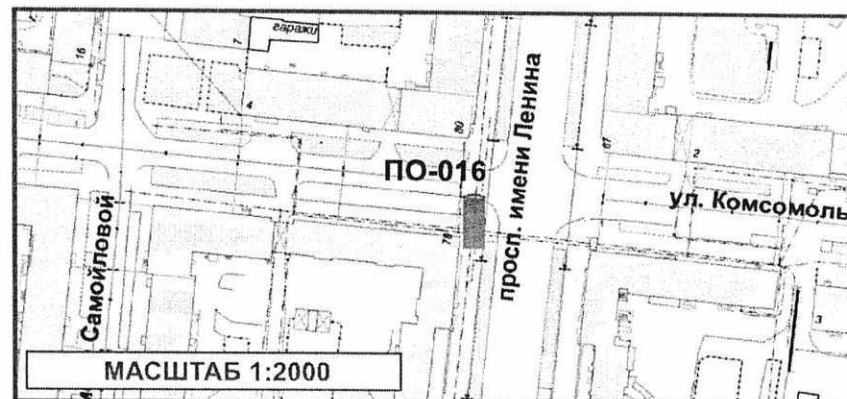 гаражи
16
7
4
80
67
2
ПО-016
просп. имени Ленина
ул. Комсомоль
78
Самойловой
3
МАСШТАБ 1:2000